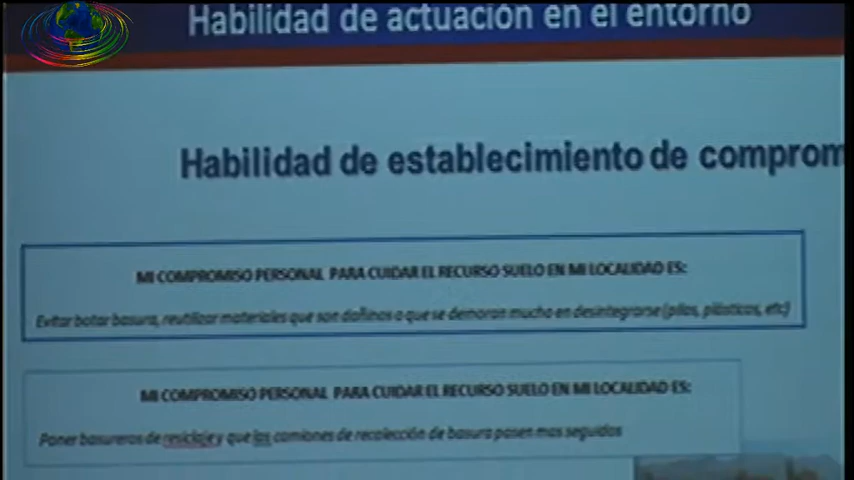 Habilidad de actuación en el entorno
Habilidad de establecimiento de comprom
MI COMPROMISO PERSONAL PARA CUIDAR EL RECURSO SUELO EN MI LOCALIDAD ES:
Evitar botar basura, reutilizar materiales que son dañinos o que se demoran mucho en desintegrarse (pilas, plásticos, etc)
MI COMPROMISO PERSONAL PARA CUIDAR EL RECURSO SUELO EN MI LOCALIDAD ES:
Poner basureros de resiclaje y que las camiones de recolección de basura pasen mas seguidos